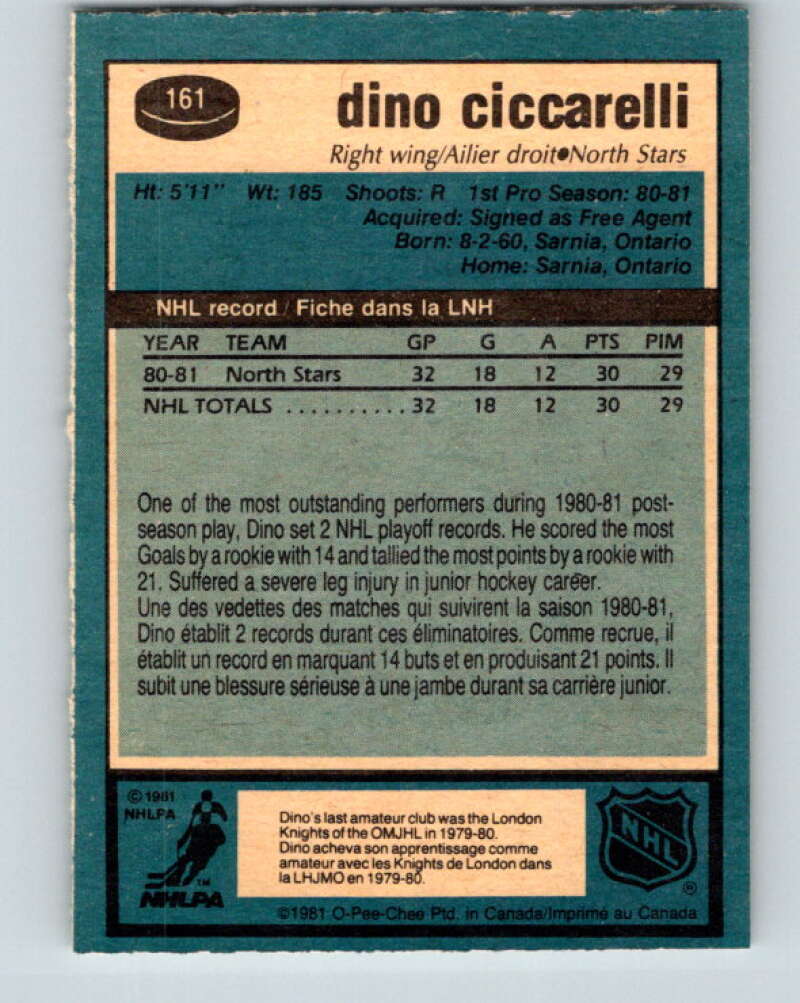 161
dino ciccarelli
Right wing/Ailier droit●North Stars
Ht: 5'11" Wt: 185 Shoots: R 1st Pro Season: 80-81
Acquired: Signed as Free Agent
Born: 8-2-60, Sarnia, Ontario
Home: Sarnia, Ontario
NHL record / Fiche dans la LNH
YEAR TEAM GP G A PTS PIM
80-81 North Stars 32 18 12 30 29
NHL TOTALS .......... 32 18 12 30 29
One of the most outstanding performers during 1980-81 post-
season play, Dino set 2 NHL playoff records. He scored the most
Goals by a rookie with 14 and tallied the most points by a rookie with
21. Suffered a severe leg injury in junior hockey career.
Une des vedettes des matches qui suivirent la saison 1980-81,
Dino établit 2 records durant ces éliminatoires. Comme recrue, il
établit un record en marquant 14 buts et en produisant 21 points. Il
subit une blessure sérieuse à une jambe durant sa carrière junior.
©1981
NHLPA
TM
NHLPA
Dino's last amateur club was the London
Knights of the OMJHL in 1979-80.
Dino acheva son apprentissage comme
amateur avec les Knights de London dans
la LHJMO en 1979-80.
NHL
®
©1981 O-Pee-Chee Ptd. in Canada/Imprimé au Canada